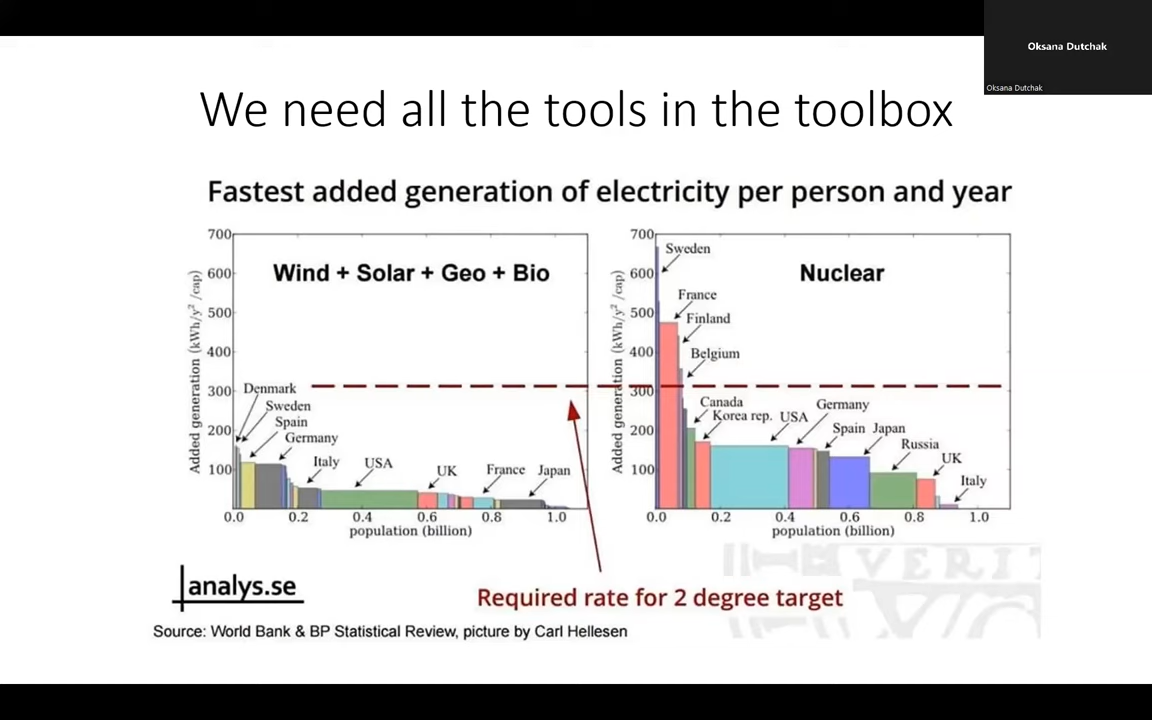 Oksana Dutchak
Oksana Dutchak
We need all the tools in the toolbox
Fastest added generation of electricity per person and year
Added generation (kWh/y²/cap)
700
600
500
400
300
200
100
Wind + Solar + Geo + Bio
Denmark
Sweden
Spain
Germany
Italy
USA
UK
France
Japan
0.0 0.2 0.4 0.6 0.8 1.0
population (billion)
Added generation (kWh/y²/cap)
700
600
500
400
300
200
100
Nuclear
Sweden
France
Finland
Belgium
Canada
Korea rep.
USA
Germany
Spain
Japan
Russia
UK
Italy
0.0 0.2 0.4 0.6 0.8 1.0
population (billion)
Required rate for 2 degree target
analys.se
Source: World Bank & BP Statistical Review, picture by Carl Hellesen
VERI